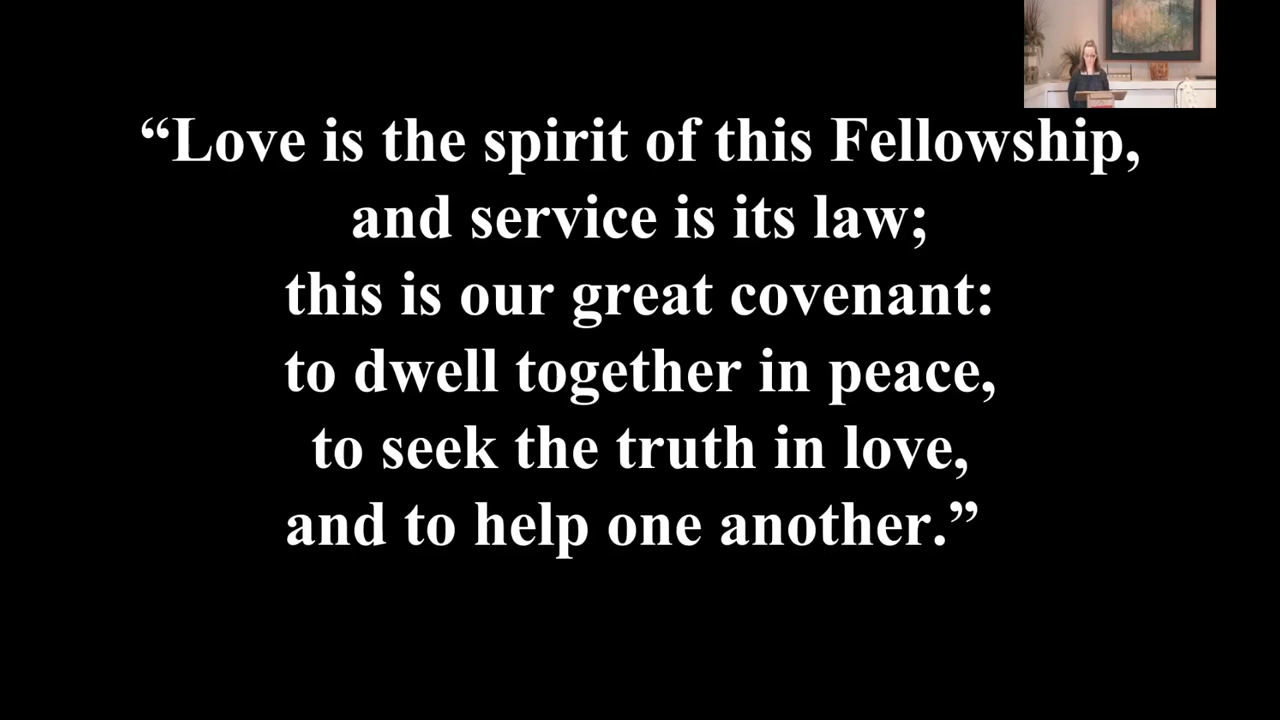 “Love is the spirit of this Fellowship,
and service is its law;
this is our great covenant:
to dwell together in peace,
to seek the truth in love,
and to help one another.”